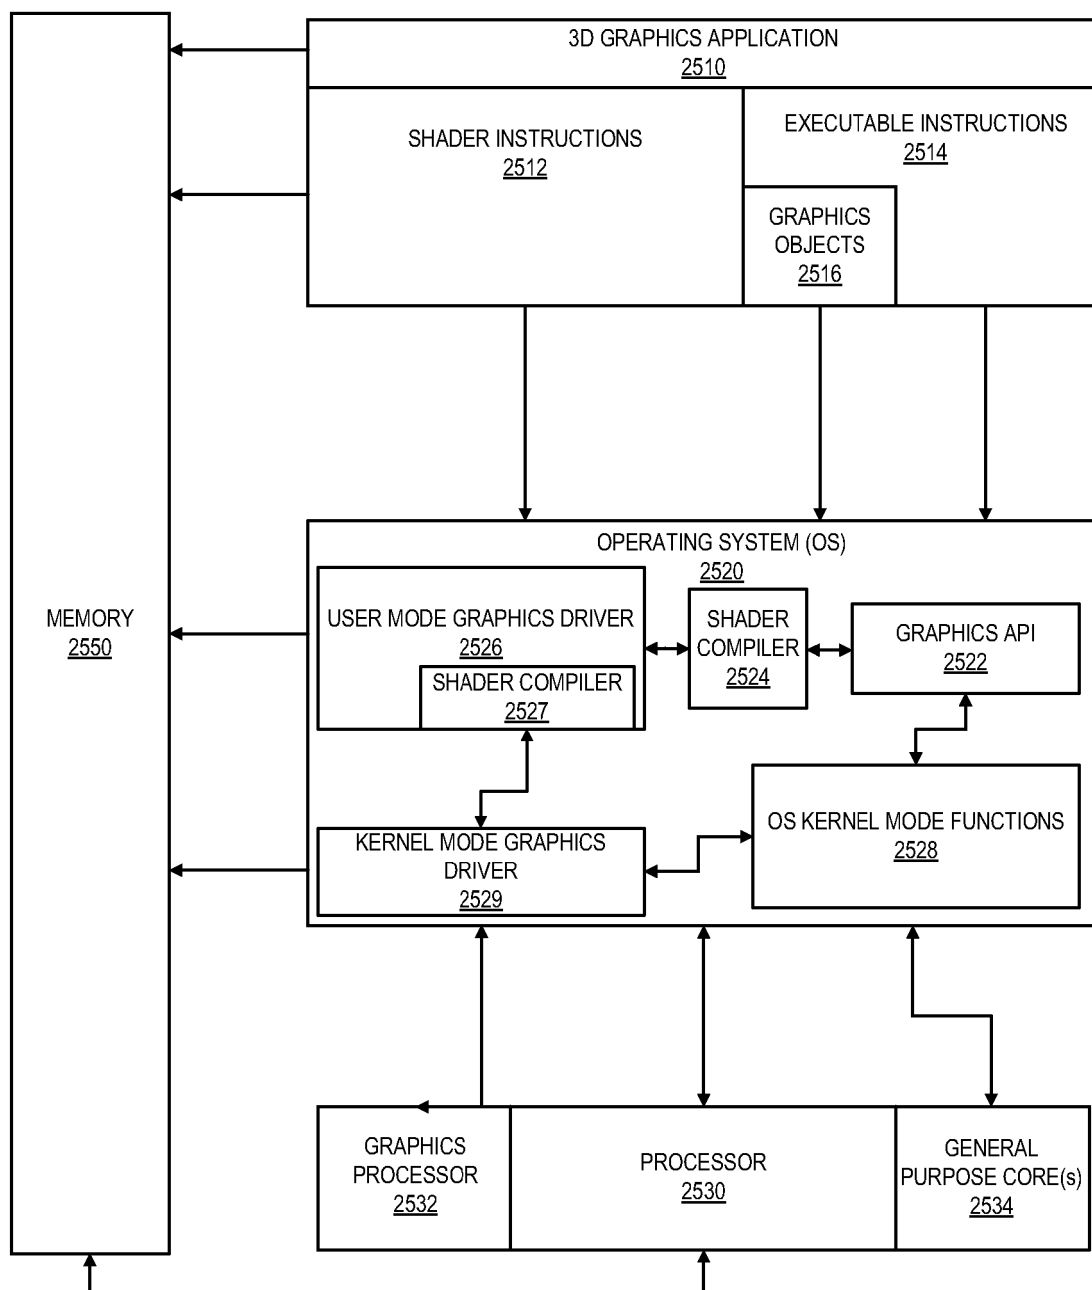 3D GRAPHICS APPLICATION
2510
SHADER INSTRUCTIONS
2512
EXECUTABLE INSTRUCTIONS
2514
GRAPHICS
OBJECTS
2516
MEMORY
2550
OPERATING SYSTEM (OS)
2520
USER MODE GRAPHICS DRIVER
2526
SHADER COMPILER
2527
SHADER
COMPILER
2524
GRAPHICS API
2522
KERNEL MODE GRAPHICS
DRIVER
2529
OS KERNEL MODE FUNCTIONS
2528
GRAPHICS
PROCESSOR
2532
PROCESSOR
2530
GENERAL
PURPOSE CORE(s)
2534